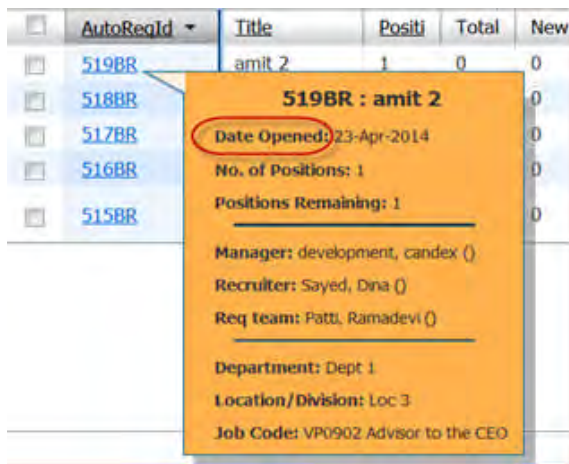 AutoReqId Title Positi Total New
519BR amit 2 1 0 0
518BR 0
517BR 0
516BR 0
515BR 0
519BR : amit 2
Date Opened: 23-Apr-2014
No. of Positions: 1
Positions Remaining: 1
Manager: development, candex ()
Recruiter: Sayed, Dina ()
Req team: Patti, Ramadevi ()
Department: Dept 1
Location/Division: Loc 3
Job Code: VP0902 Advisor to the CEO